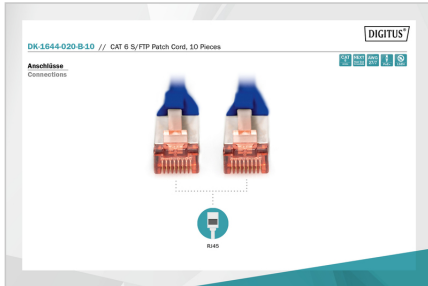 DIGITUS®
DK-1644-020-B-10 // CAT 6 S/FTP Patch Cord, 10 Pieces
Anschlüsse
Connections
RJ45